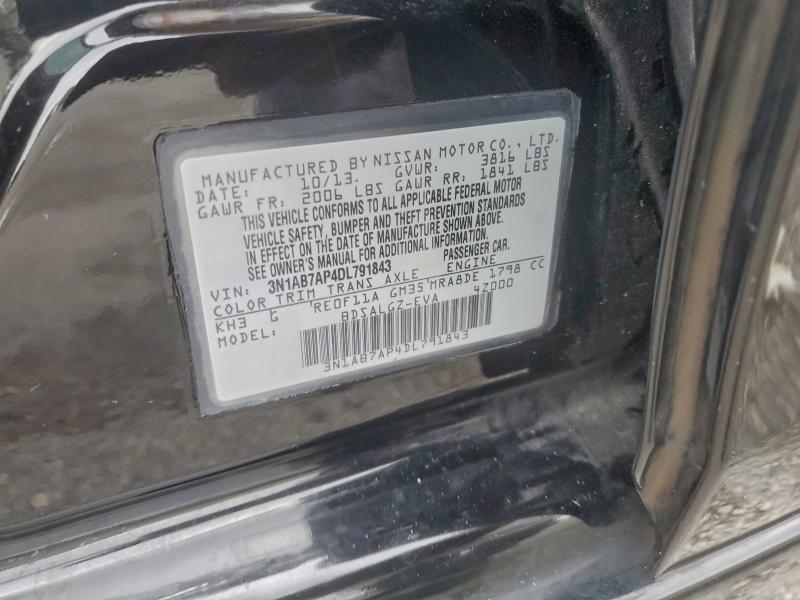 MANUFACTURED BY NISSAN MOTOR CO., LTD.
DATE: 10/13. GVWR: 3816 LBS
GAWR FR: 2006 LBS GAWR RR: 1841 LBS
THIS VEHICLE CONFORMS TO ALL APPLICABLE FEDERAL MOTOR
VEHICLE SAFETY, BUMPER AND THEFT PREVENTION STANDARDS
IN EFFECT ON THE DATE OF MANUFACTURE SHOWN ABOVE.
SEE OWNER'S MANUAL FOR ADDITIONAL INFORMATION.
VIN: 3N1AB7AP4DL791843 PASSENGER CAR.
COLOR TRIM TRANS AXLE ENGINE
KH3 G RE0F11A GM35 MRA8DE 1798 CC
MODEL: BDSALGZ-EVA 4Z000
3N1AB7AP4DL791843